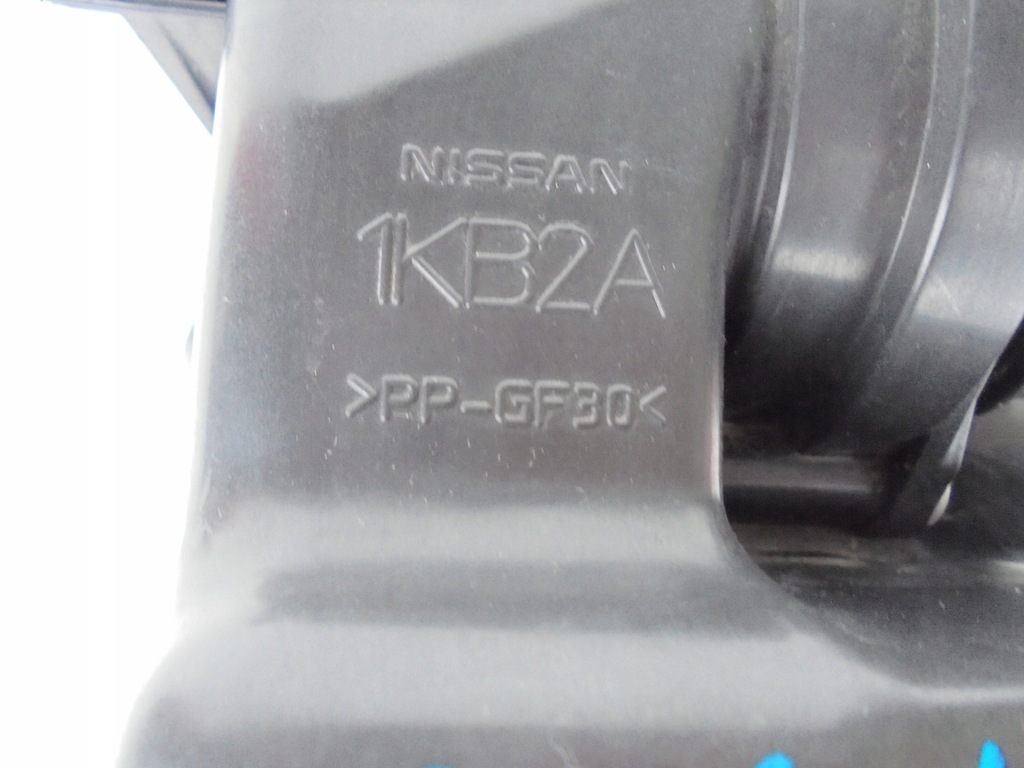 NISSAN
1KB2A
>PP-GF30<